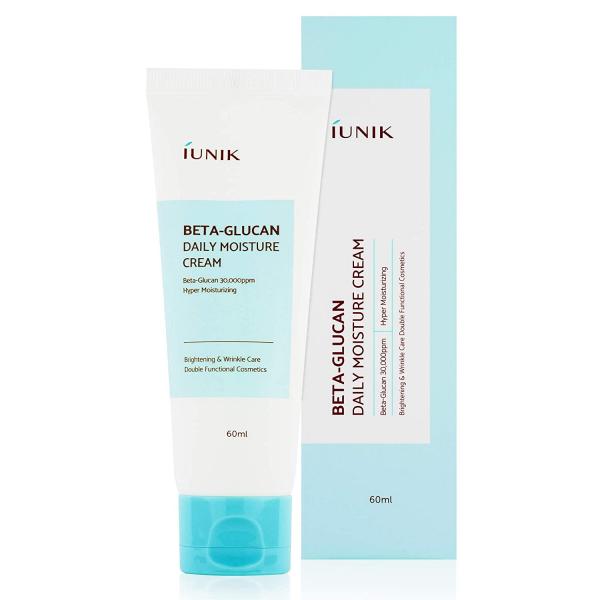 iUNIK
BETA-GLUCAN
DAILY MOISTURE
CREAM
Beta-Glucan 30,000ppm
Hyper Moisturizing
Brightening & Wrinkle Care
Double Functional Cosmetics
60ml
iUNIK
BETA-GLUCAN
DAILY MOISTURE CREAM
Beta-Glucan 30,000ppm | Hyper Moisturizing
Brightening & Wrinkle Care Double Functional Cosmetics
60ml